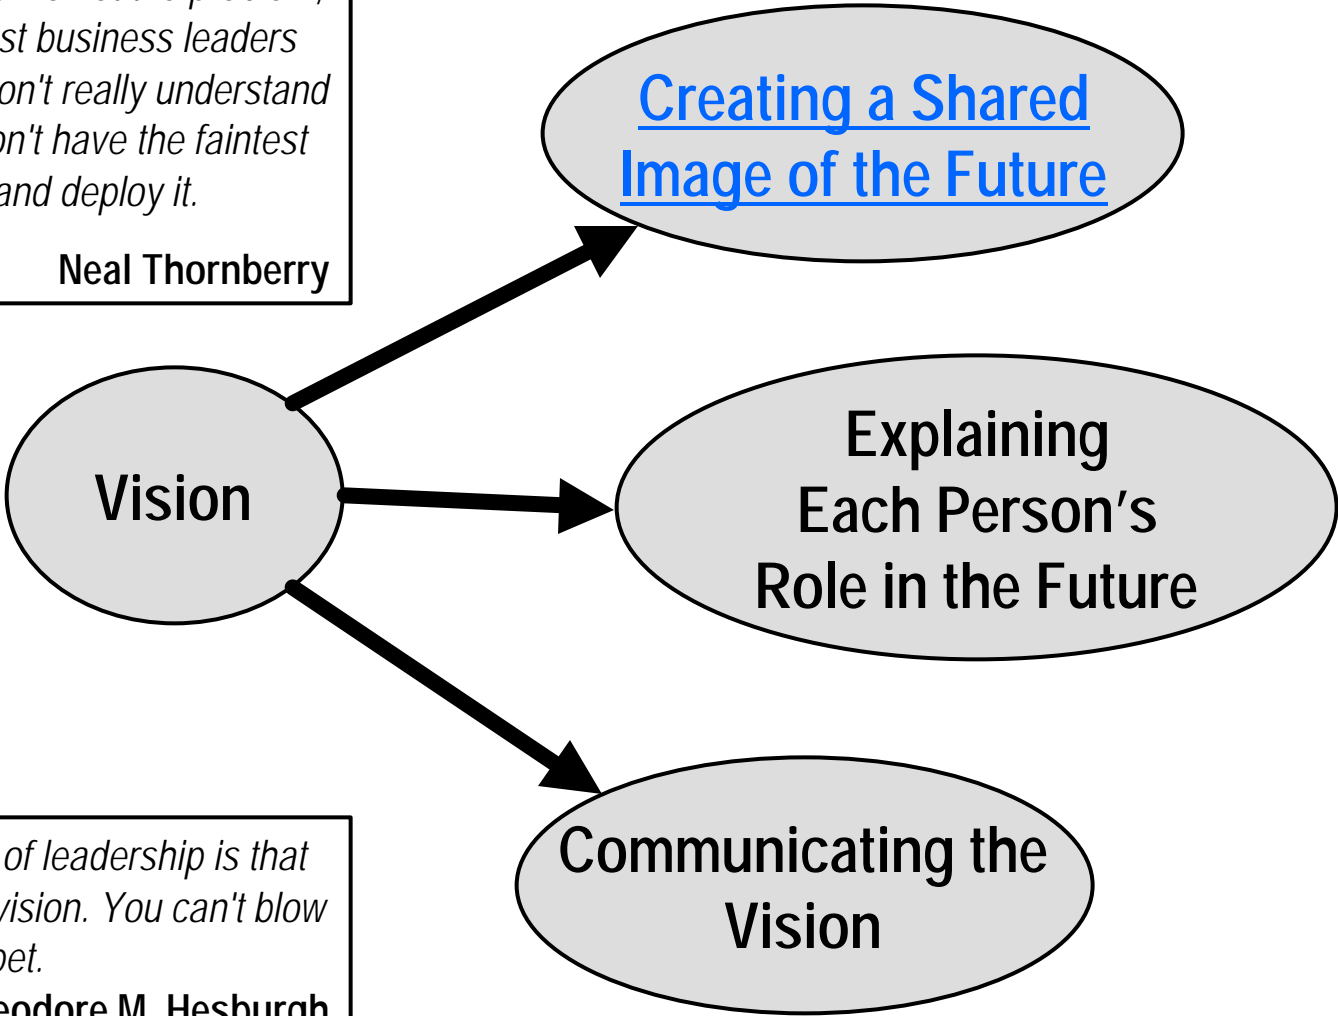 st business leaders
on't really understand
on't have the faintest
and deploy it.
Neal Thornberry
Creating a Shared
Image of the Future
Vision
Explaining
Each Person's
Role in the Future
Communicating the
Vision
of leadership is that
vision. You can't blow
pet.
eodore M. Hesburgh